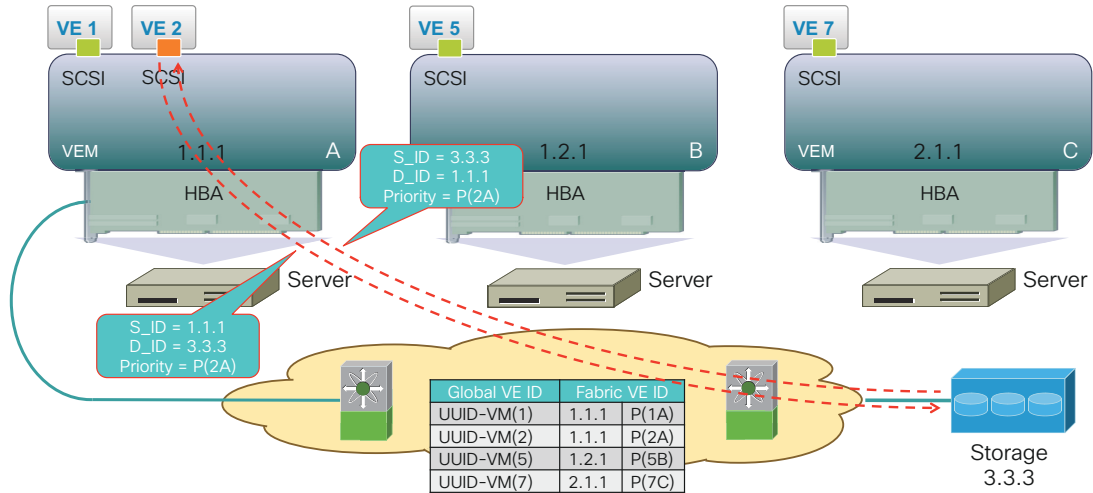 VE 1
VE 2
VE 5
VE 7
SCSI
SCSI
SCSI
SCSI
VEM
1.1.1
A
1.2.1
B
VEM
2.1.1
C
S_ID = 3.3.3
D_ID = 1.1.1
Priority = P(2A)
HBA
HBA
HBA
Server
Server
Server
S_ID = 1.1.1
D_ID = 3.3.3
Priority = P(2A)
Global VE ID Fabric VE ID
UUID-VM(1) 1.1.1 P(1A)
UUID-VM(2) 1.1.1 P(2A)
UUID-VM(5) 1.2.1 P(5B)
UUID-VM(7) 2.1.1 P(7C)
Storage
3.3.3